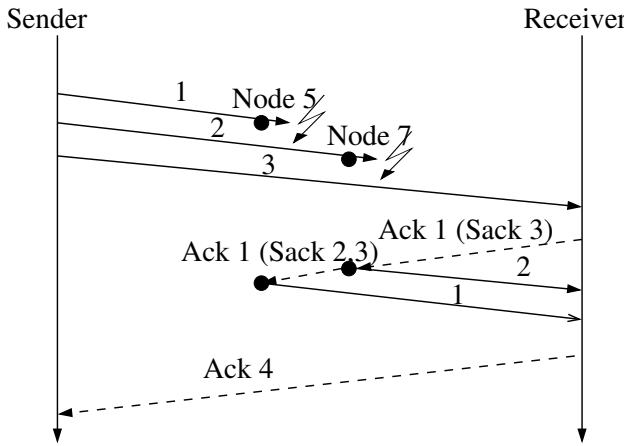 Sender
Receiver
1
Node 5
2
Node 7
3
Ack 1 (Sack 3)
Ack 1 (Sack 2,3)
2
1
Ack 4